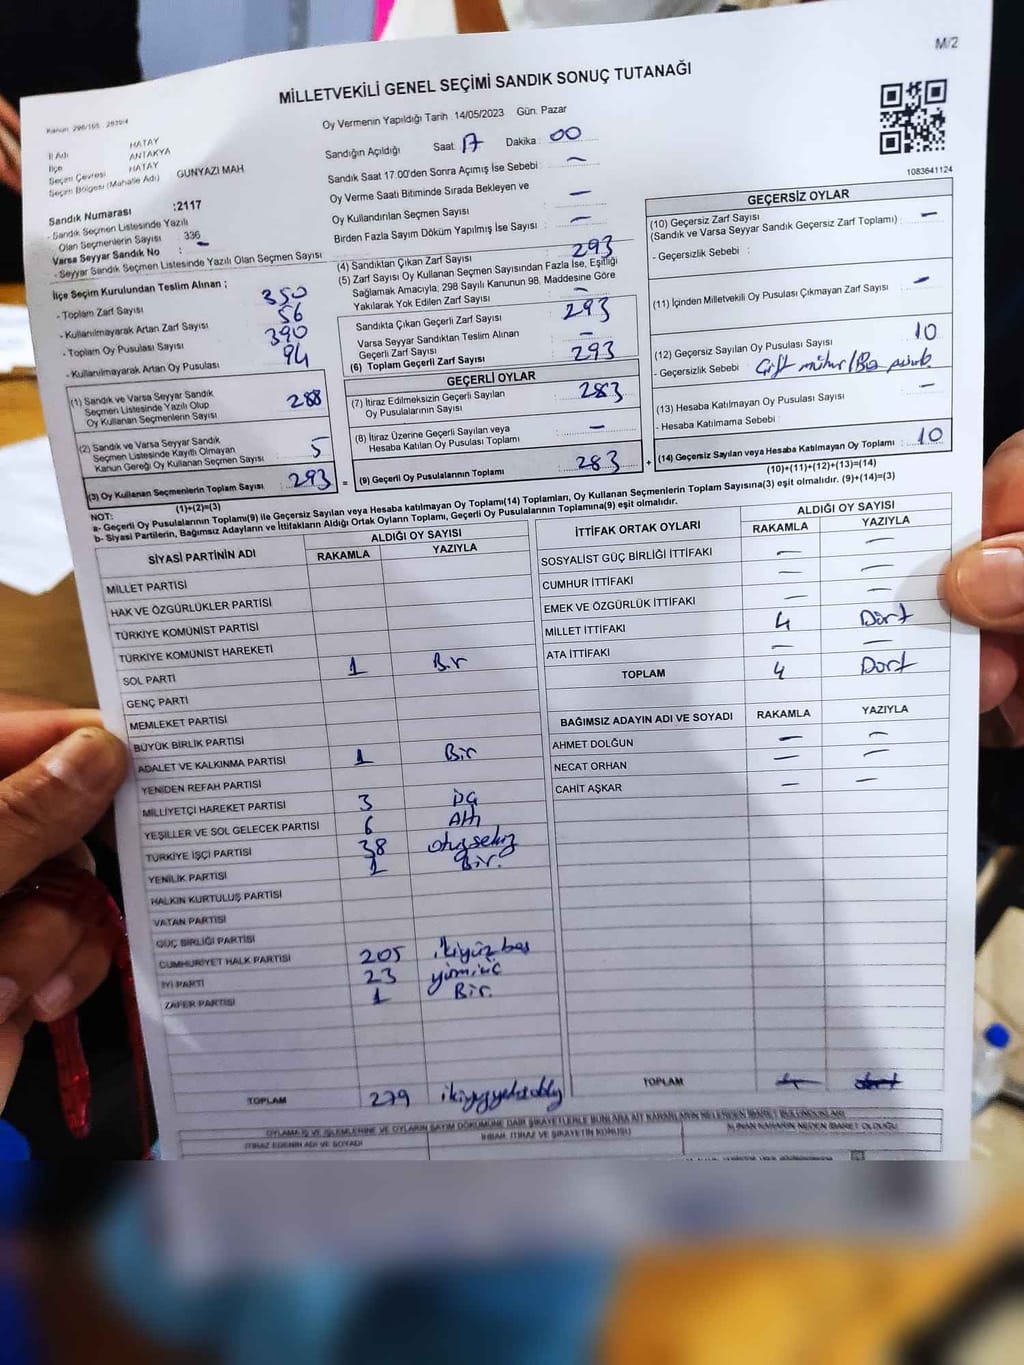 M/2
MİLLETVEKİLİ GENEL SEÇİMİ SANDIK SONUÇ TUTANAĞI
Kanun: 298/105 - 2839/4
Oy Vermenin Yapıldığı Tarih : 14/05/2023 Gün: Pazar
İl Adı HATAY
İlçe ANTAKYA
Seçim Çevresi HATAY
Seçim Bölgesi (Mahalle Adı) GUNYAZI MAH
Sandık Numarası :2117
- Sandık Seçmen Listesinde Yazılı
Olan Seçmenlerin Sayısı : 336
Varsa Seyyar Sandık No : –
- Seyyar Sandık Seçmen Listesinde Yazılı Olan Seçmen Sayısı
Sandığın Açıldığı Saat : 17 Dakika : 00
Sandık Saat 17.00'den Sonra Açımış İse Sebebi : –
Oy Verme Saati Bitiminde Sırada Bekleyen ve
Oy Kullandırılan Seçmen Sayısı : –
Birden Fazla Sayım Döküm Yapılmış İse Sayısı : –
1083641124
İlçe Seçim Kurulundan Teslim Alınan ;
- Toplam Zarf Sayısı 350
- Kullanılmayarak Artan Zarf Sayısı 56
- Toplam Oy Pusulası Sayısı 390
- Kullanılmayarak Artan Oy Pusulası 94
(1) Sandık ve Varsa Seyyar Sandık
Seçmen Listesinde Yazılı Olup
Oy Kullanan Seçmenlerin Sayısı 288
(2) Sandık ve Varsa Seyyar Sandık
Seçmen Listesinde Kayıtlı Olmayan
Kanun Gereği Oy Kullanan Seçmen Sayısı 5
(3) Oy Kullanan Seçmenlerin Toplam Sayısı 293
(1)+(2)=(3)
(4) Sandıktan Çıkan Zarf Sayısı : 293
(5) Zarf Sayısı Oy Kullanan Seçmen Sayısından Fazla İse, Eşitliği
Sağlamak Amacıyla, 298 Sayılı Kanunun 98. Maddesine Göre
Yakılarak Yok Edilen Zarf Sayısı : –
Sandıkta Çıkan Geçerli Zarf Sayısı : 293
Varsa Seyyar Sandıktan Teslim Alınan
Geçerli Zarf Sayısı : –
(6) Toplam Geçerli Zarf Sayısı : 293
GEÇERLİ OYLAR
(7) İtiraz Edilmeksizin Geçerli Sayılan
Oy Pusulalarının Sayısı : 283
(8) İtiraz Üzerine Geçerli Sayılan veya
Hesaba Katılan Oy Pusulası Toplamı : –
= (9) Geçerli Oy Pusulalarının Toplamı : 283 +
GEÇERSİZ OYLAR
(10) Geçersiz Zarf Sayısı
(Sandık ve Varsa Seyyar Sandık Geçersiz Zarf Toplamı) : –
- Geçersizlik Sebebi :
(11) İçinden Milletvekili Oy Pusulası Çıkmayan Zarf Sayısı : –
(12) Geçersiz Sayılan Oy Pusulası Sayısı : 10
- Geçersizlik Sebebi : Çift mühür/Boş
(13) Hesaba Katılmayan Oy Pusulası Sayısı : –
- Hesaba Katılmama Sebebi :
(14) Geçersiz Sayılan veya Hesaba Katılmayan Oy Toplamı : 10
(10)+(11)+(12)+(13)=(14)
NOT:
a- Geçerli Oy Pusulalarının Toplamı(9) ile Geçersiz Sayılan veya Hesaba Katılmayan Oy Toplamı(14) Toplamları, Oy Kullanan Seçmenlerin Toplam Sayısına(3) eşit olmalıdır. (9)+(14)=(3)
b- Siyasi Partilerin, Bağımsız Adayların ve İttifakların Aldığı Ortak Oyların Toplamı, Geçerli Oy Pusulalarının Toplamına(9) eşit olmalıdır.
SİYASİ PARTİNİN ADI ALDIĞI OY SAYISI
RAKAMLA YAZIYLA
MİLLET PARTİSİ
HAK VE ÖZGÜRLÜKLER PARTİSİ
TÜRKİYE KOMÜNİST PARTİSİ
TÜRKİYE KOMÜNİST HAREKETİ
SOL PARTİ 1 Bir
GENÇ PARTİ
MEMLEKET PARTİSİ
BÜYÜK BİRLİK PARTİSİ
ADALET VE KALKINMA PARTİSİ 1 Bir
YENİDEN REFAH PARTİSİ
MİLLİYETÇİ HAREKET PARTİSİ 3 üç
YEŞİLLER VE SOL GELECEK PARTİSİ 6 Altı
TÜRKİYE İŞÇİ PARTİSİ 38 otuzsekiz
YENİLİK PARTİSİ 1 Bir.
HALKIN KURTULUŞ PARTİSİ
VATAN PARTİSİ
GÜÇ BİRLİĞİ PARTİSİ
CUMHURİYET HALK PARTİSİ 205 ikiyüzbeş
İYİ PARTİ 23 yirmiüç
ZAFER PARTİSİ 1 Bir.
TOPLAM 279
İTTİFAK ORTAK OYLARI ALDIĞI OY SAYISI
RAKAMLA YAZIYLA
SOSYALİST GÜÇ BİRLİĞİ İTTİFAKI – –
CUMHUR İTTİFAKI – –
EMEK VE ÖZGÜRLÜK İTTİFAKI – –
MİLLET İTTİFAKI 4 Dört
ATA İTTİFAKI – –
TOPLAM 4 Dört
BAĞIMSIZ ADAYIN ADI VE SOYADI RAKAMLA YAZIYLA
AHMET DOLĞUN – –
NECAT ORHAN – –
CAHİT AŞKAR – –
TOPLAM
OYLAMA İŞ VE İŞLEMLERİNE VE OYLARIN SAYIM DÖKÜMÜNE DAİR ŞİKAYETLERLE BUNLARA AİT KARARLARIN NELERDEN İBARET BULUNDUKLARI
İTİRAZ EDENİN ADI VE SOYADI İHBAR, İTİRAZ VE ŞİKAYETİN KONUSU ALINAN KARARIN NEDEN İBARET OLDUĞU